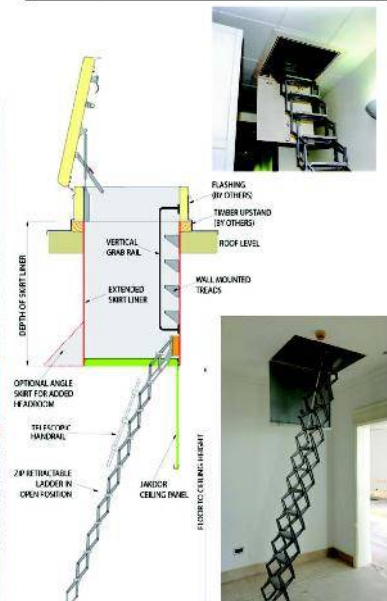 FLASHING
(BY OTHERS)
TIMBER UPSTAND
(BY OTHERS)
ROOF LEVEL
VERTICAL
GRAB RAIL
WALL MOUNTED
TREADS
EXTENDED
SKIRT LINER
DEPTH OF SKIRT LINER
OPTIONAL ANGLE
SKIRT FOR ADDED
HEADROOM
TELESCOPIC
HANDRAIL
ZIP RETRACTABLE
LADDER IN
OPEN POSITION
JAKDOR
CEILING PANEL
FLOOR TO CEILING HEIGHT